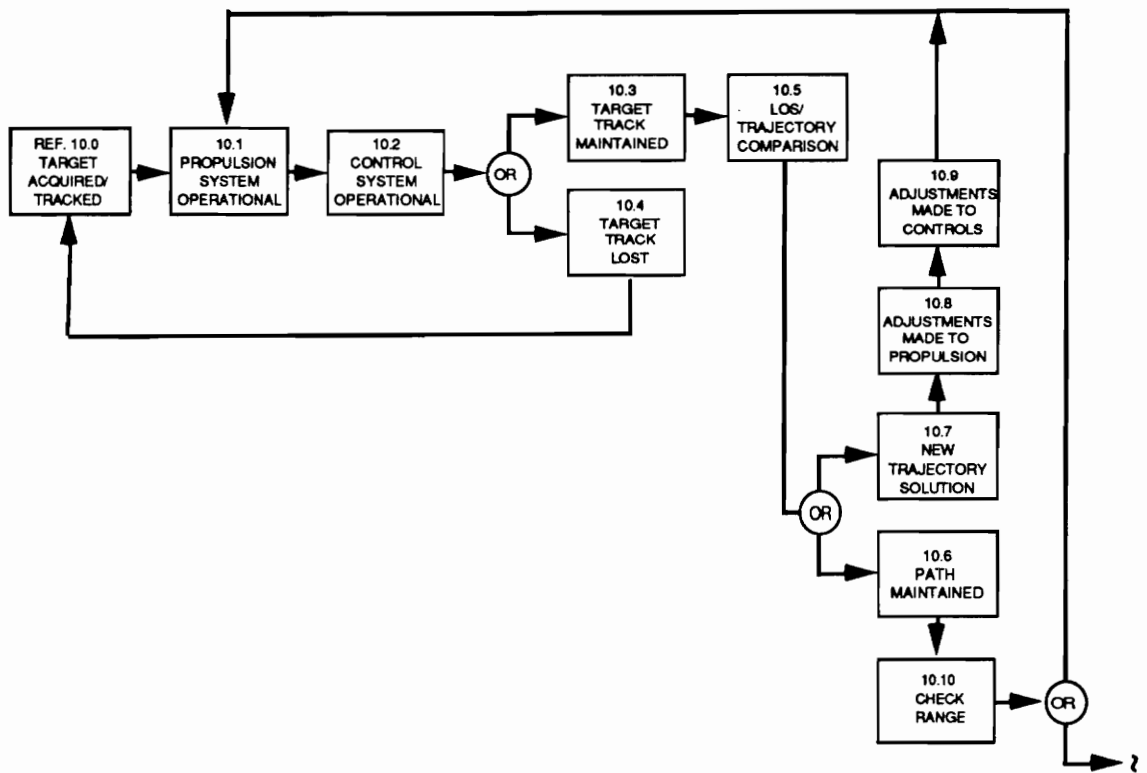 REF. 10.0
TARGET
ACQUIRED/
TRACKED
10.1
PROPULSION
SYSTEM
OPERATIONAL
10.2
CONTROL
SYSTEM
OPERATIONAL
OR
10.3
TARGET
TRACK
MAINTAINED
10.4
TARGET
TRACK
LOST
10.5
LOS/
TRAJECTORY
COMPARISON
10.9
ADJUSTMENTS
MADE TO
CONTROLS
10.8
ADJUSTMENTS
MADE TO
PROPULSION
10.7
NEW
TRAJECTORY
SOLUTION
OR
10.6
PATH
MAINTAINED
10.10
CHECK
RANGE
OR